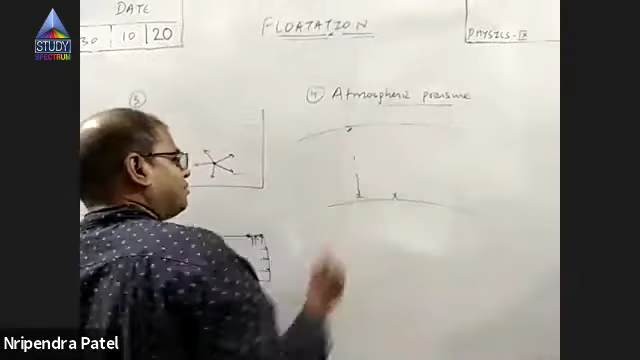 STUDY
SPECTRUM
DATE
30 10 20
FLOATATION
PHYSICS-IX
3
4 Atmospheric pressure
Nripendra Patel